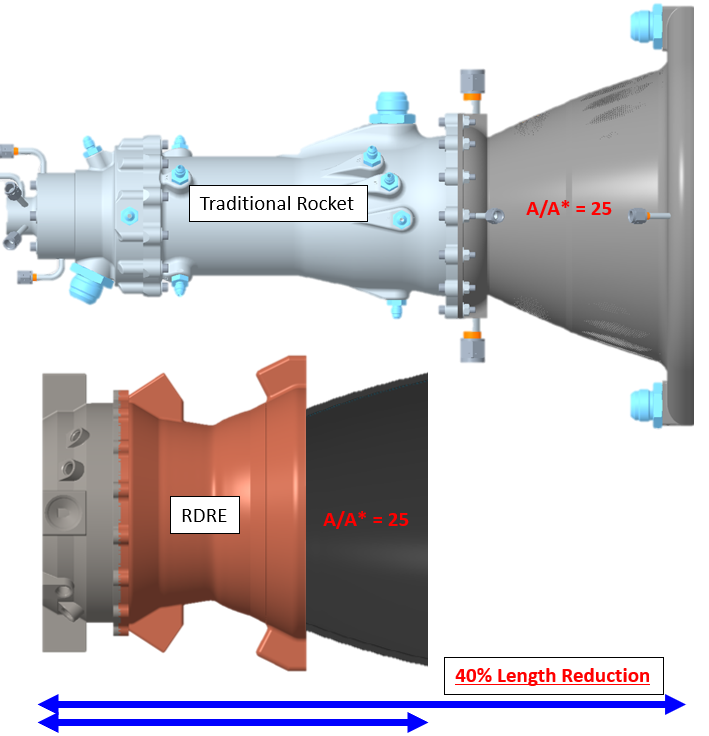 Traditional Rocket
A/A* = 25
RDRE
A/A* = 25
40% Length Reduction